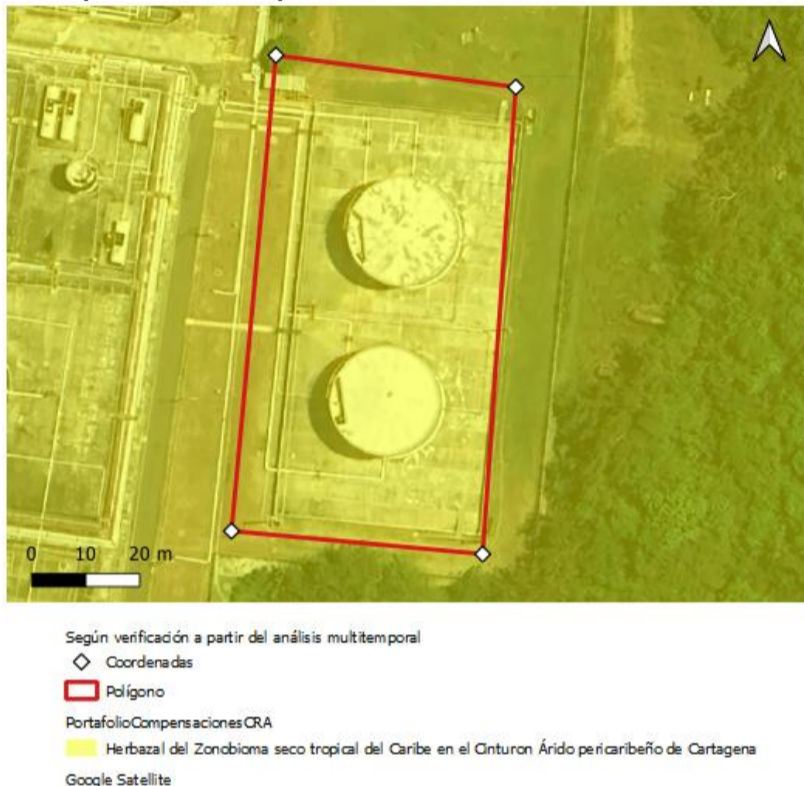 0 10 20 m
Según verificación a partir del análisis multitemporal
Coordenadas
Polígono
PortafolioCompensacionesCRA
Herbazal del Zonobioma seco tropical del Caribe en el Cinturon Árido pericaribeño de Cartagena
Google Satellite